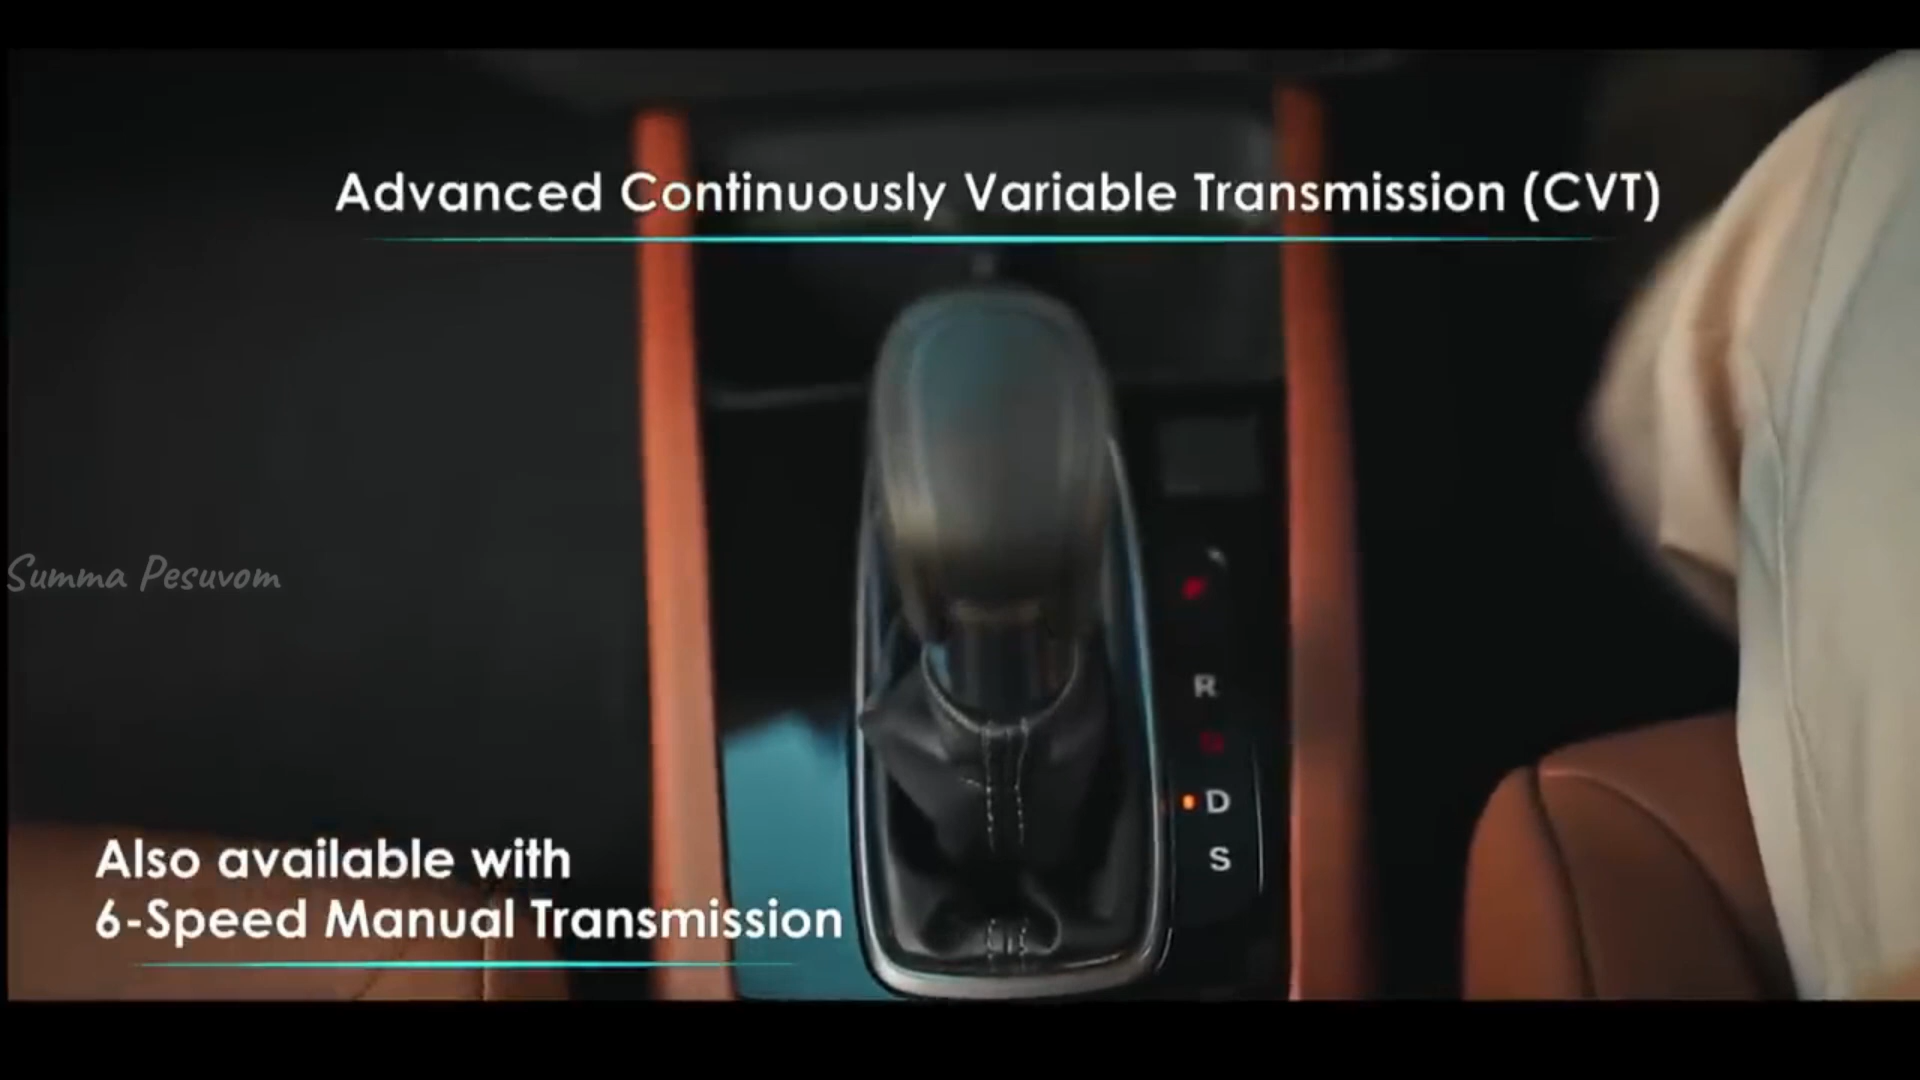 Advanced Continuously Variable Transmission (CVT)
Summa Pesuvom
R
D
S
Also available with
6-Speed Manual Transmission